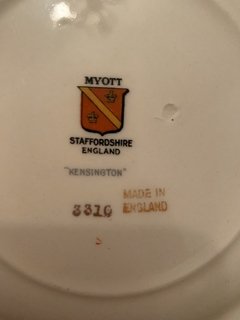 MYOTT
STAFFORDSHIRE
ENGLAND
"KENSINGTON"
3310
MADE IN
ENGLAND